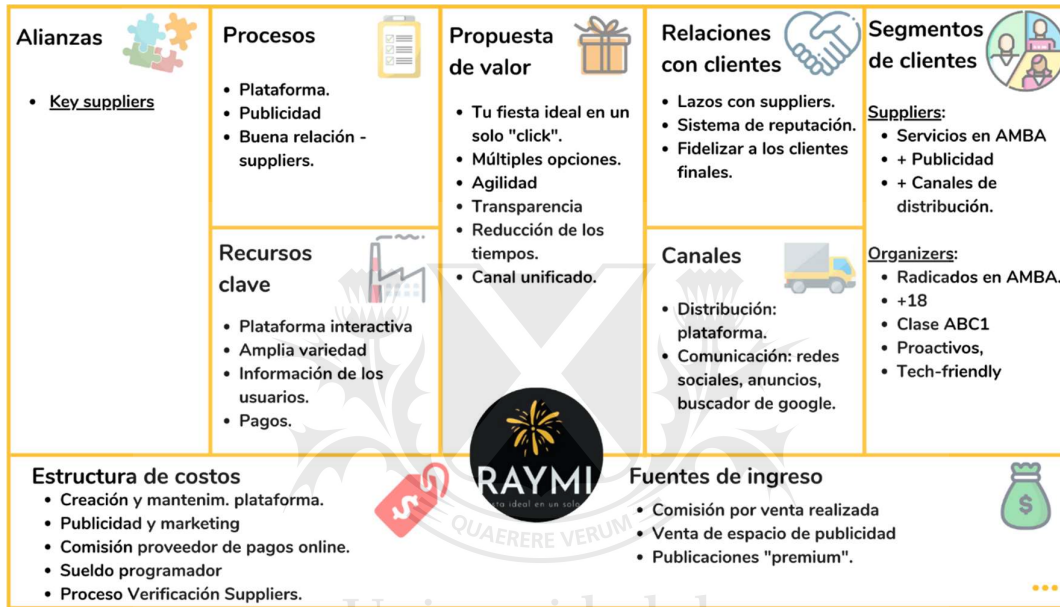 Alianzas
• Key suppliers
Procesos
• Plataforma.
• Publicidad
• Buena relación -
suppliers.
Recursos
clave
• Plataforma interactiva
• Amplia variedad
• Información de los
usuarios.
• Pagos.
Propuesta
de valor
• Tu fiesta ideal en un
solo "click".
• Múltiples opciones.
• Agilidad
• Transparencia
• Reducción de los
tiempos.
• Canal unificado.
Relaciones
con clientes
• Lazos con suppliers.
• Sistema de reputación.
• Fidelizar a los clientes
finales.
Canales
• Distribución:
plataforma.
• Comunicación: redes
sociales, anuncios,
buscador de google.
Segmentos
de clientes
Suppliers:
• Servicios en AMBA
• + Publicidad
• + Canales de
distribución.
Organizers:
• Radicados en AMBA.
• +18
• Clase ABC1
• Proactivos,
• Tech-friendly
Estructura de costos
• Creación y mantenim. plataforma.
• Publicidad y marketing
• Comisión proveedor de pagos online.
• Sueldo programador
• Proceso Verificación Suppliers.
RAYMI
ideal en un solo
QUAERERE VERUM
Fuentes de ingreso
• Comisión por venta realizada
• Venta de espacio de publicidad
• Publicaciones "premium".